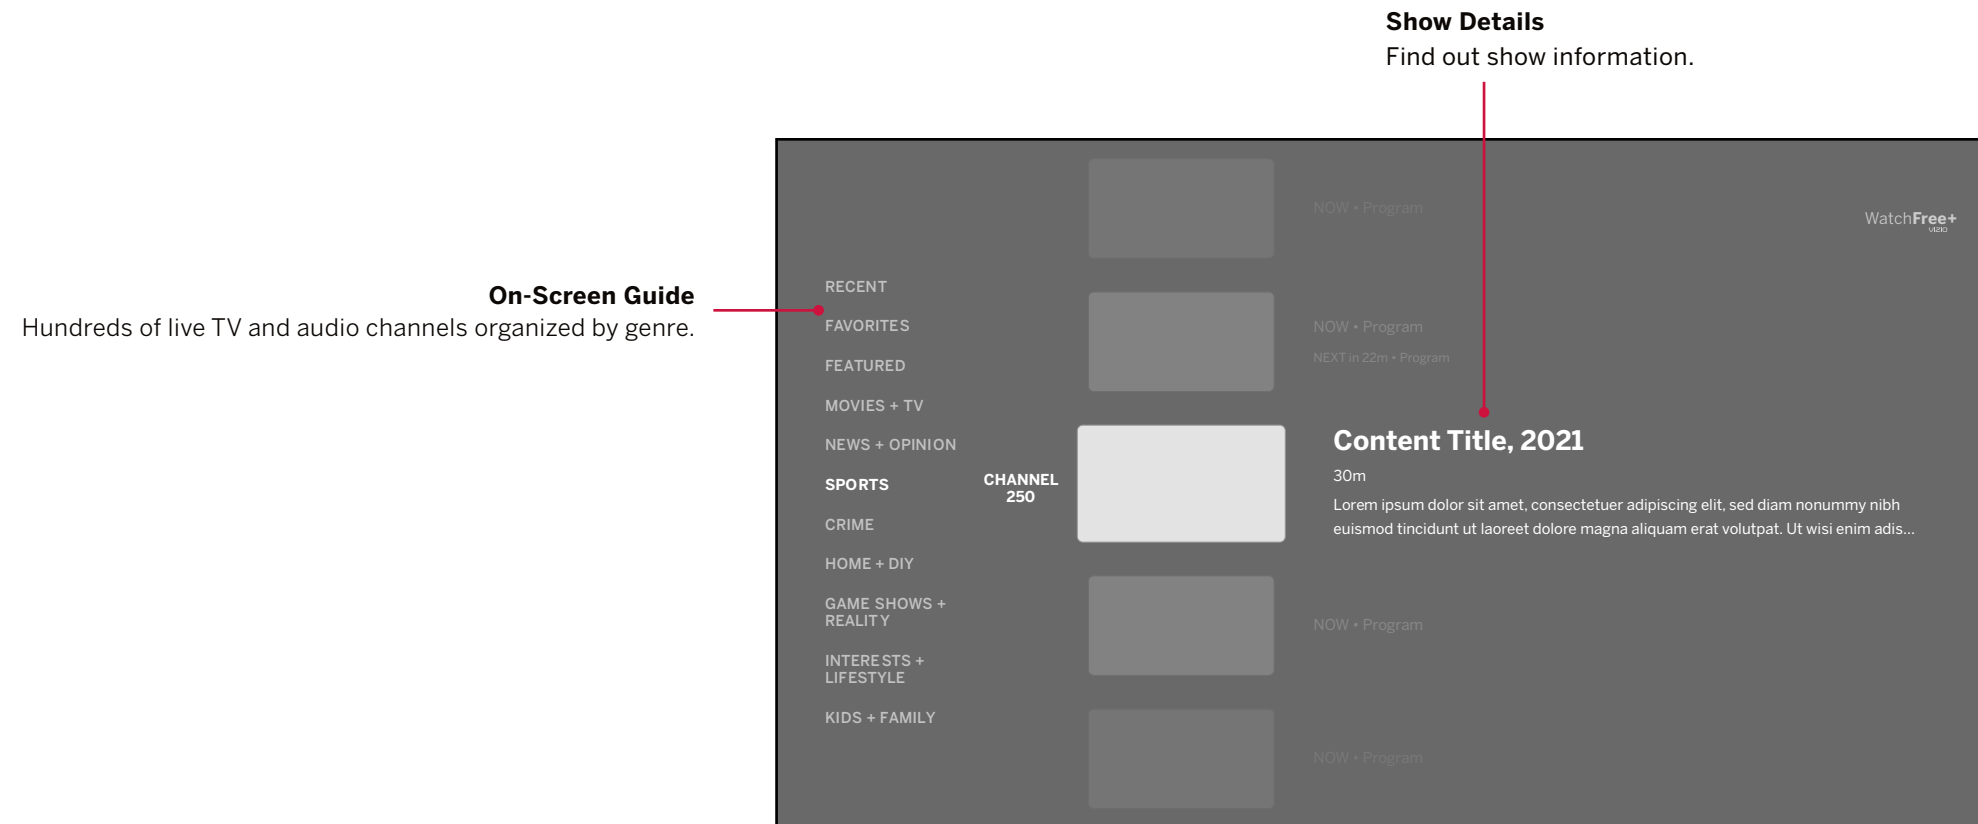 Show Details
Find out show information.
On-Screen Guide
Hundreds of live TV and audio channels organized by genre.
WatchFree+
VIZIO
RECENT
FAVORITES
FEATURED
MOVIES + TV
NEWS + OPINION
SPORTS
CRIME
HOME + DIY
GAME SHOWS +
REALITY
INTERESTS +
LIFESTYLE
KIDS + FAMILY
CHANNEL
250
NOW • Program
NOW • Program
NEXT in 22m • Program
Content Title, 2021
30m
Lorem ipsum dolor sit amet, consectetuer adipiscing elit, sed diam nonummy nibh
euismod tincidunt ut laoreet dolore magna aliquam erat volutpat. Ut wisi enim adis...
NOW • Program
NOW • Program